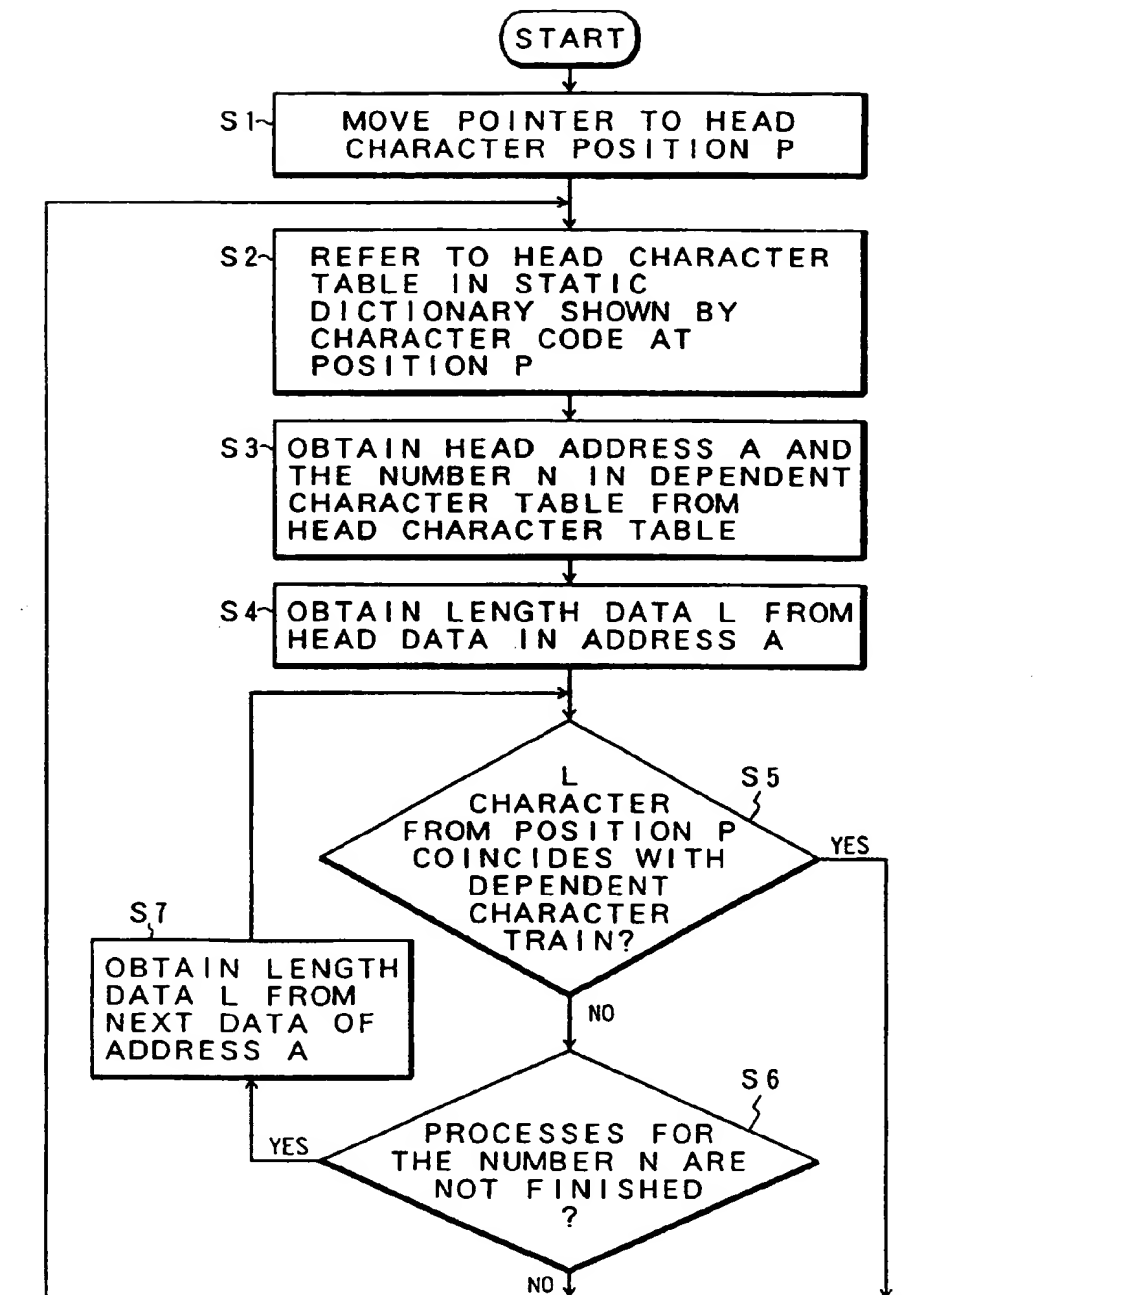 START
S1
MOVE POINTER TO HEAD
CHARACTER POSITION P
S2
REFER TO HEAD CHARACTER
TABLE IN STATIC
DICTIONARY SHOWN BY
CHARACTER CODE AT
POSITION P
S3
OBTAIN HEAD ADDRESS A AND
THE NUMBER N IN DEPENDENT
CHARACTER TABLE FROM
HEAD CHARACTER TABLE
S4
OBTAIN LENGTH DATA L FROM
HEAD DATA IN ADDRESS A
S5
L
CHARACTER
FROM POSITION P
COINCIDES WITH
DEPENDENT
CHARACTER
TRAIN?
YES
S7
OBTAIN LENGTH
DATA L FROM
NEXT DATA OF
ADDRESS A
NO
S6
PROCESSES FOR
THE NUMBER N ARE
NOT FINISHED
?
YES
NO